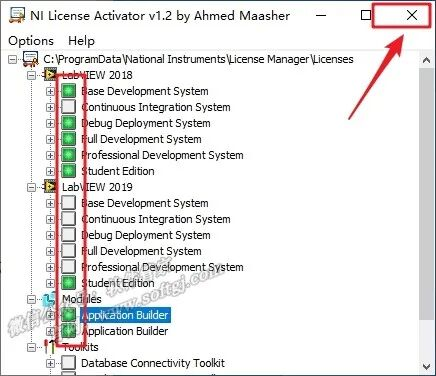 NI License Activator v1.2 by Ahmed Maasher
Options Help
C:\ProgramData\National Instruments\License Manager\Licenses
LabVIEW 2018
Base Development System
Continuous Integration System
Debug Deployment System
Full Development System
Professional Development System
Student Edition
LabVIEW 2019
Base Development System
Continuous Integration System
Debug Deployment System
Full Development System
Professional Development System
Student Edition
Modules
Application Builder
Application Builder
Toolkits
Database Connectivity Toolkit
www.softgj.com